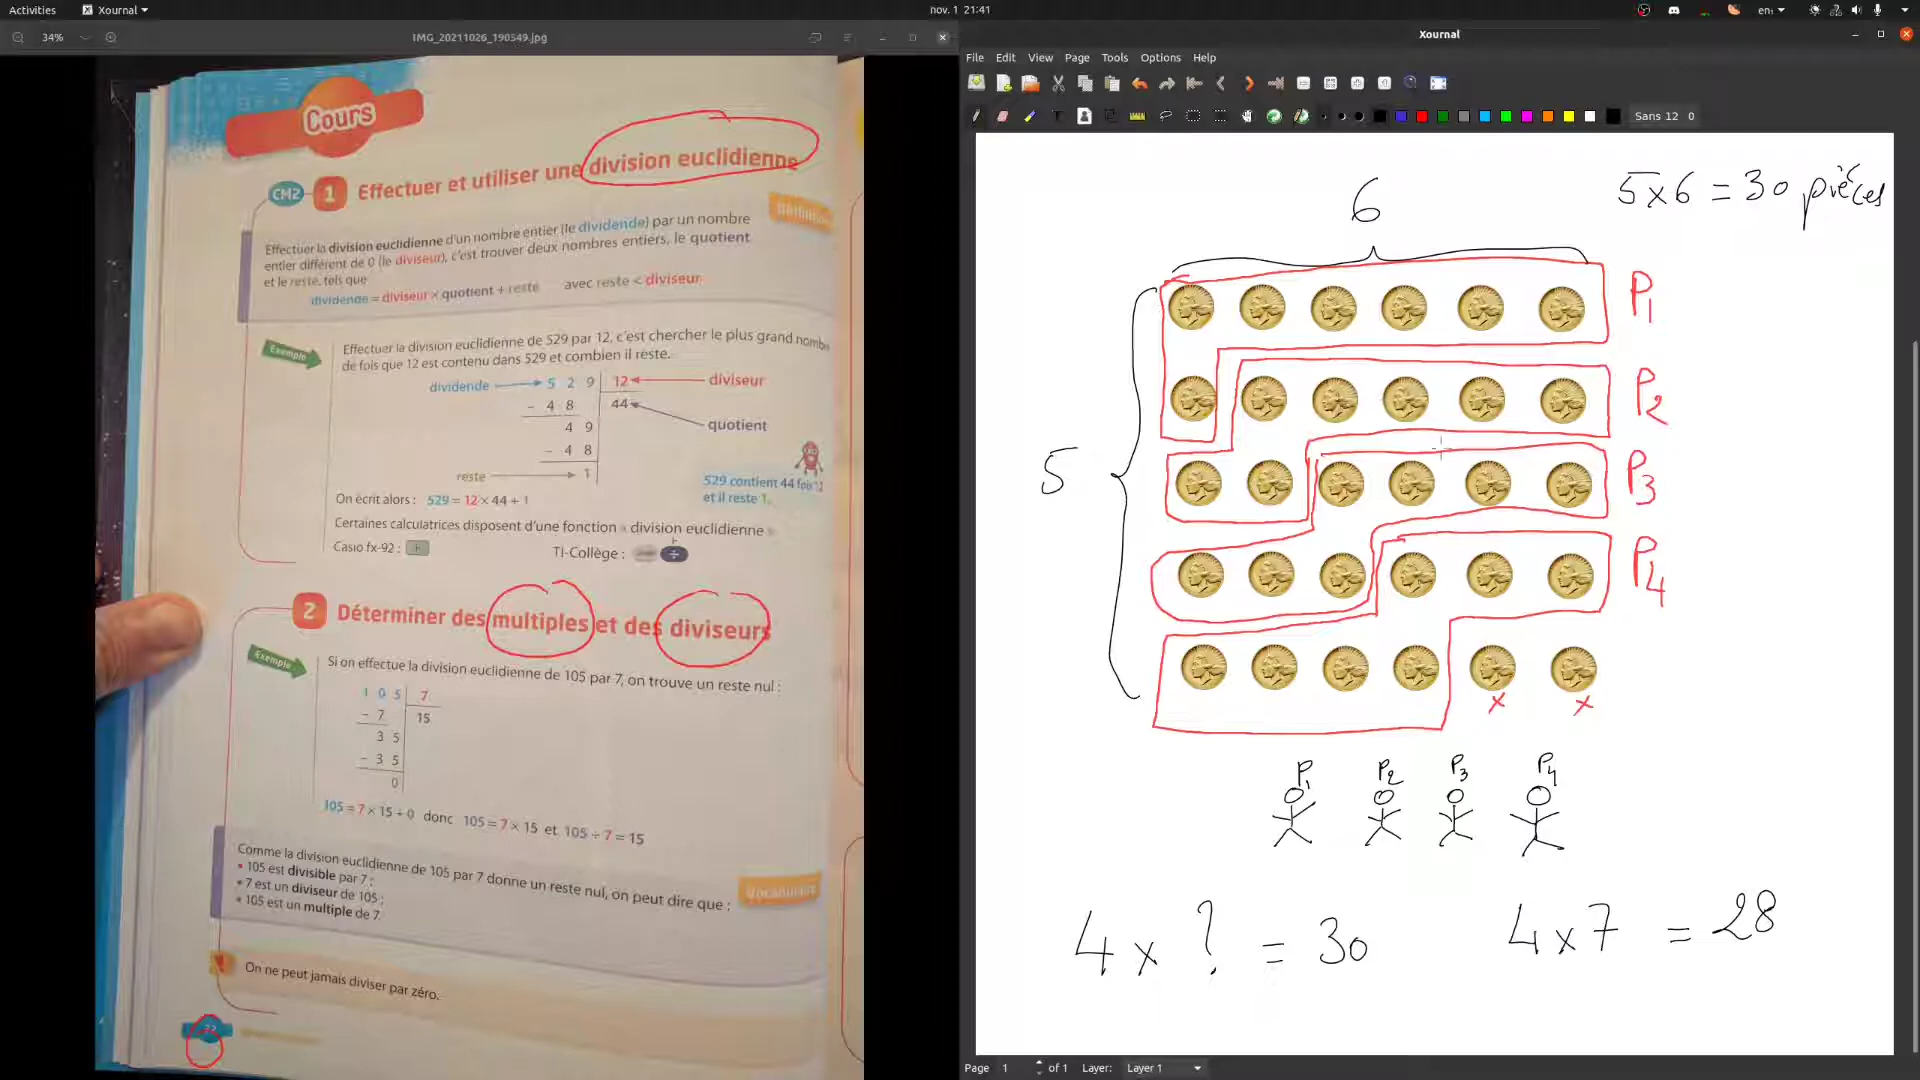 Activities
Xournal
nov. 1 21:41
en₁
34%
IMG_20211026_190549.jpg
Cours
CM2 1 Effectuer et utiliser une division euclidienne
Définition
Effectuer la division euclidienne d'un nombre entier (le dividende) par un nombre
entier différent de 0 (le diviseur), c'est trouver deux nombres entiers, le quotient
et le reste, tels que
dividende = diviseur × quotient + reste avec reste < diviseur.
Exemple
Effectuer la division euclidienne de 529 par 12, c'est chercher le plus grand nombre
de fois que 12 est contenu dans 529 et combien il reste.
dividende 5 2 9 12 diviseur
- 4 8 44
4 9 quotient
- 4 8
reste 1
529 contient 44 fois 12
et il reste 1.
On écrit alors : 529 = 12 × 44 + 1
Certaines calculatrices disposent d'une fonction « division euclidienne »
Casio fx-92 : TI-Collège : ÷
2 Déterminer des multiples et des diviseurs
Exemple
Si on effectue la division euclidienne de 105 par 7, on trouve un reste nul :
1 0 5 7
- 7 15
3 5
- 3 5
0
105 = 7 × 15 + 0 donc 105 = 7 × 15 et 105 ÷ 7 = 15
Vocabulaire
Comme la division euclidienne de 105 par 7 donne un reste nul, on peut dire que :
• 105 est divisible par 7 ;
• 7 est un diviseur de 105 ;
• 105 est un multiple de 7.
On ne peut jamais diviser par zéro.
Xournal
File Edit View Page Tools Options Help
Sans 12 0
5x6 = 30 pièces
6
P1
P2
5
P3
P4
x x
P1 P2 P3 P4
4 x ? = 30
4 x 7 = 28
Page 1 of 1 Layer: Layer 1